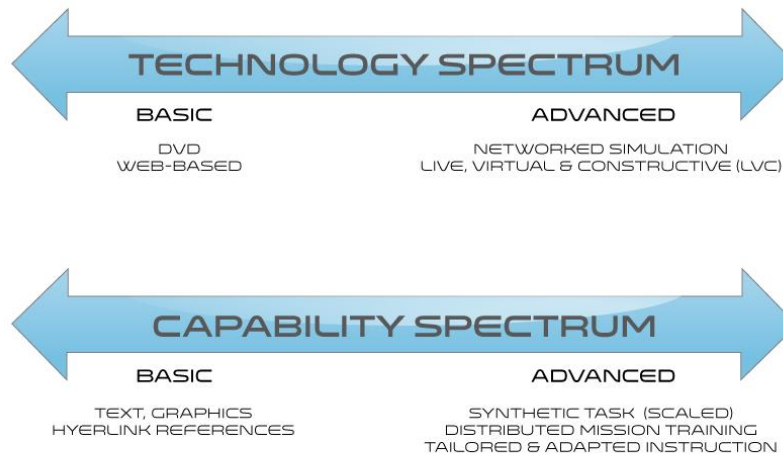 TECHNOLOGY SPECTRUM
BASIC
DVD
WEB-BASED
ADVANCED
NETWORKED SIMULATION
LIVE, VIRTUAL & CONSTRUCTIVE (LVC)
CAPABILITY SPECTRUM
BASIC
TEXT, GRAPHICS
HYERLINK REFERENCES
ADVANCED
SYNTHETIC TASK (SCALED)
DISTRIBUTED MISSION TRAINING
TAILORED & ADAPTED INSTRUCTION